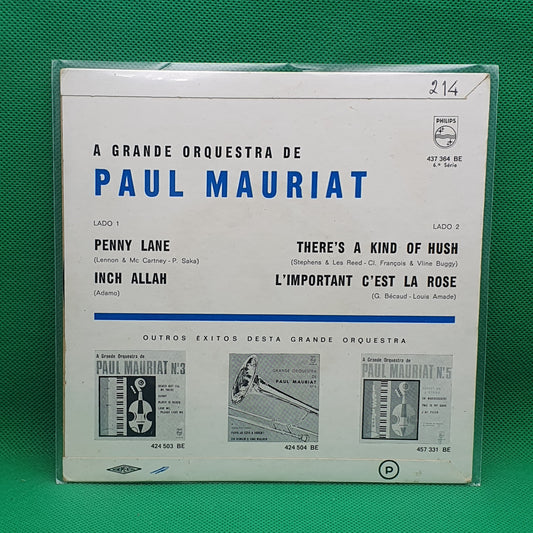 214
PHILIPS
437 364 BE
6.ª Série
A GRANDE ORQUESTRA DE
PAUL MAURIAT
LADO 1
PENNY LANE
(Lennon & Mc Cartney - P. Saka)
INCH ALLAH
(Adamo)
LADO 2
THERE'S A KIND OF HUSH
(Stephens & Les Reed - Cl. François & Vline Buggy)
L'IMPORTANT C'EST LA ROSE
(G. Bécaud - Louis Amade)
OUTROS ÊXITOS DESTA GRANDE ORQUESTRA
A Grande Orquestra de
PAUL MAURIAT N.º3
424 503 BE
GRANDE ORQUESTRA DE
PAUL MAURIAT
424 504 BE
A Grande Orquestra de
PAUL MAURIAT N.º5
457 331 BE
P